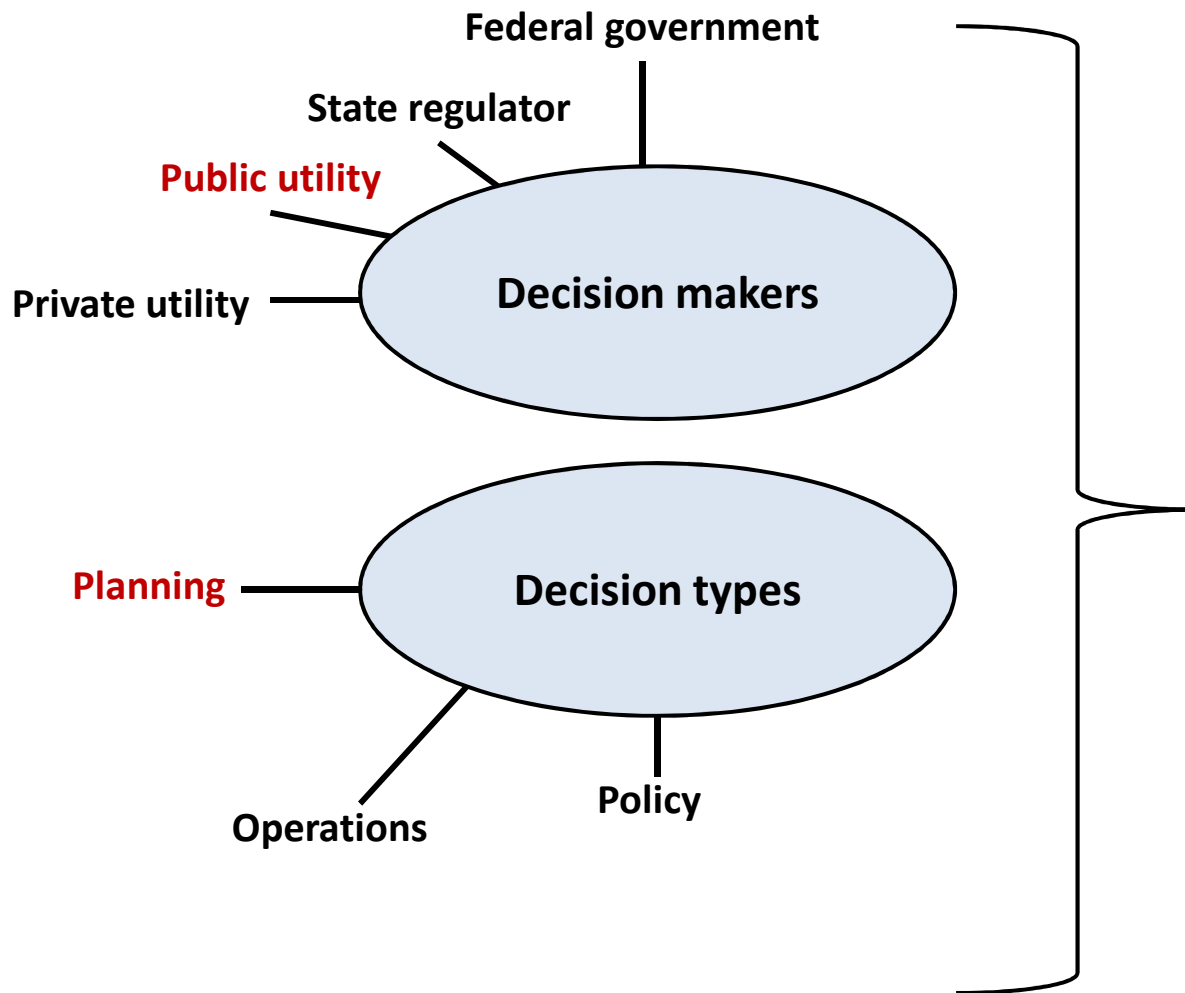 Federal government
State regulator
Public utility
Private utility
Decision makers
Planning
Decision types
Policy
Operations